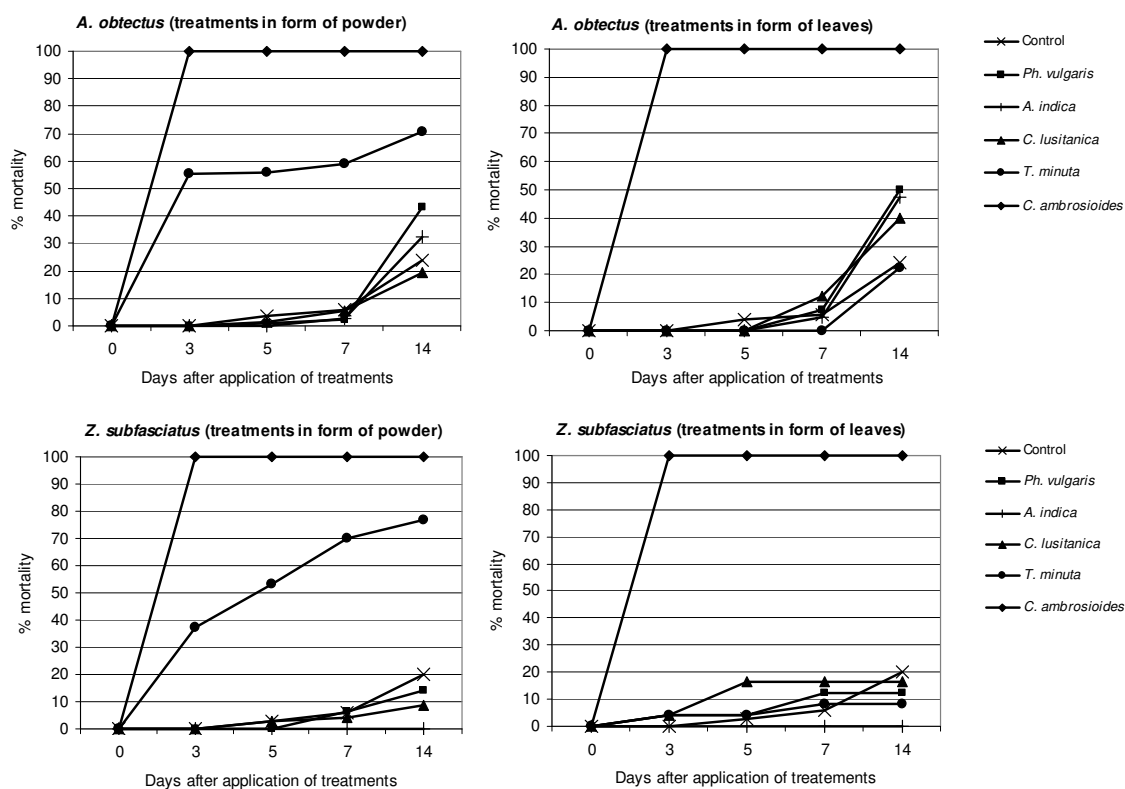 A. obtectus (treatments in form of powder)
100
90
80
70
60
50
40
30
20
10
0
% mortality
0 3 5 7 14
Days after application of treatments
A. obtectus (treatments in form of leaves)
100
90
80
70
60
50
40
30
20
10
0
% mortality
0 3 5 7 14
Days after application of treatments
Control
Ph. vulgaris
A. indica
C. lusitanica
T. minuta
C. ambrosioides
Z. subfasciatus (treatments in form of powder)
100
90
80
70
60
50
40
30
20
10
0
% mortality
0 3 5 7 14
Days after application of treatments
Z. subfasciatus (treatments in form of leaves)
100
90
80
70
60
50
40
30
20
10
0
% mortality
0 3 5 7 14
Days after application of treatements
Control
Ph. vulgaris
A. indica
C. lusitanica
T. minuta
C. ambrosioides